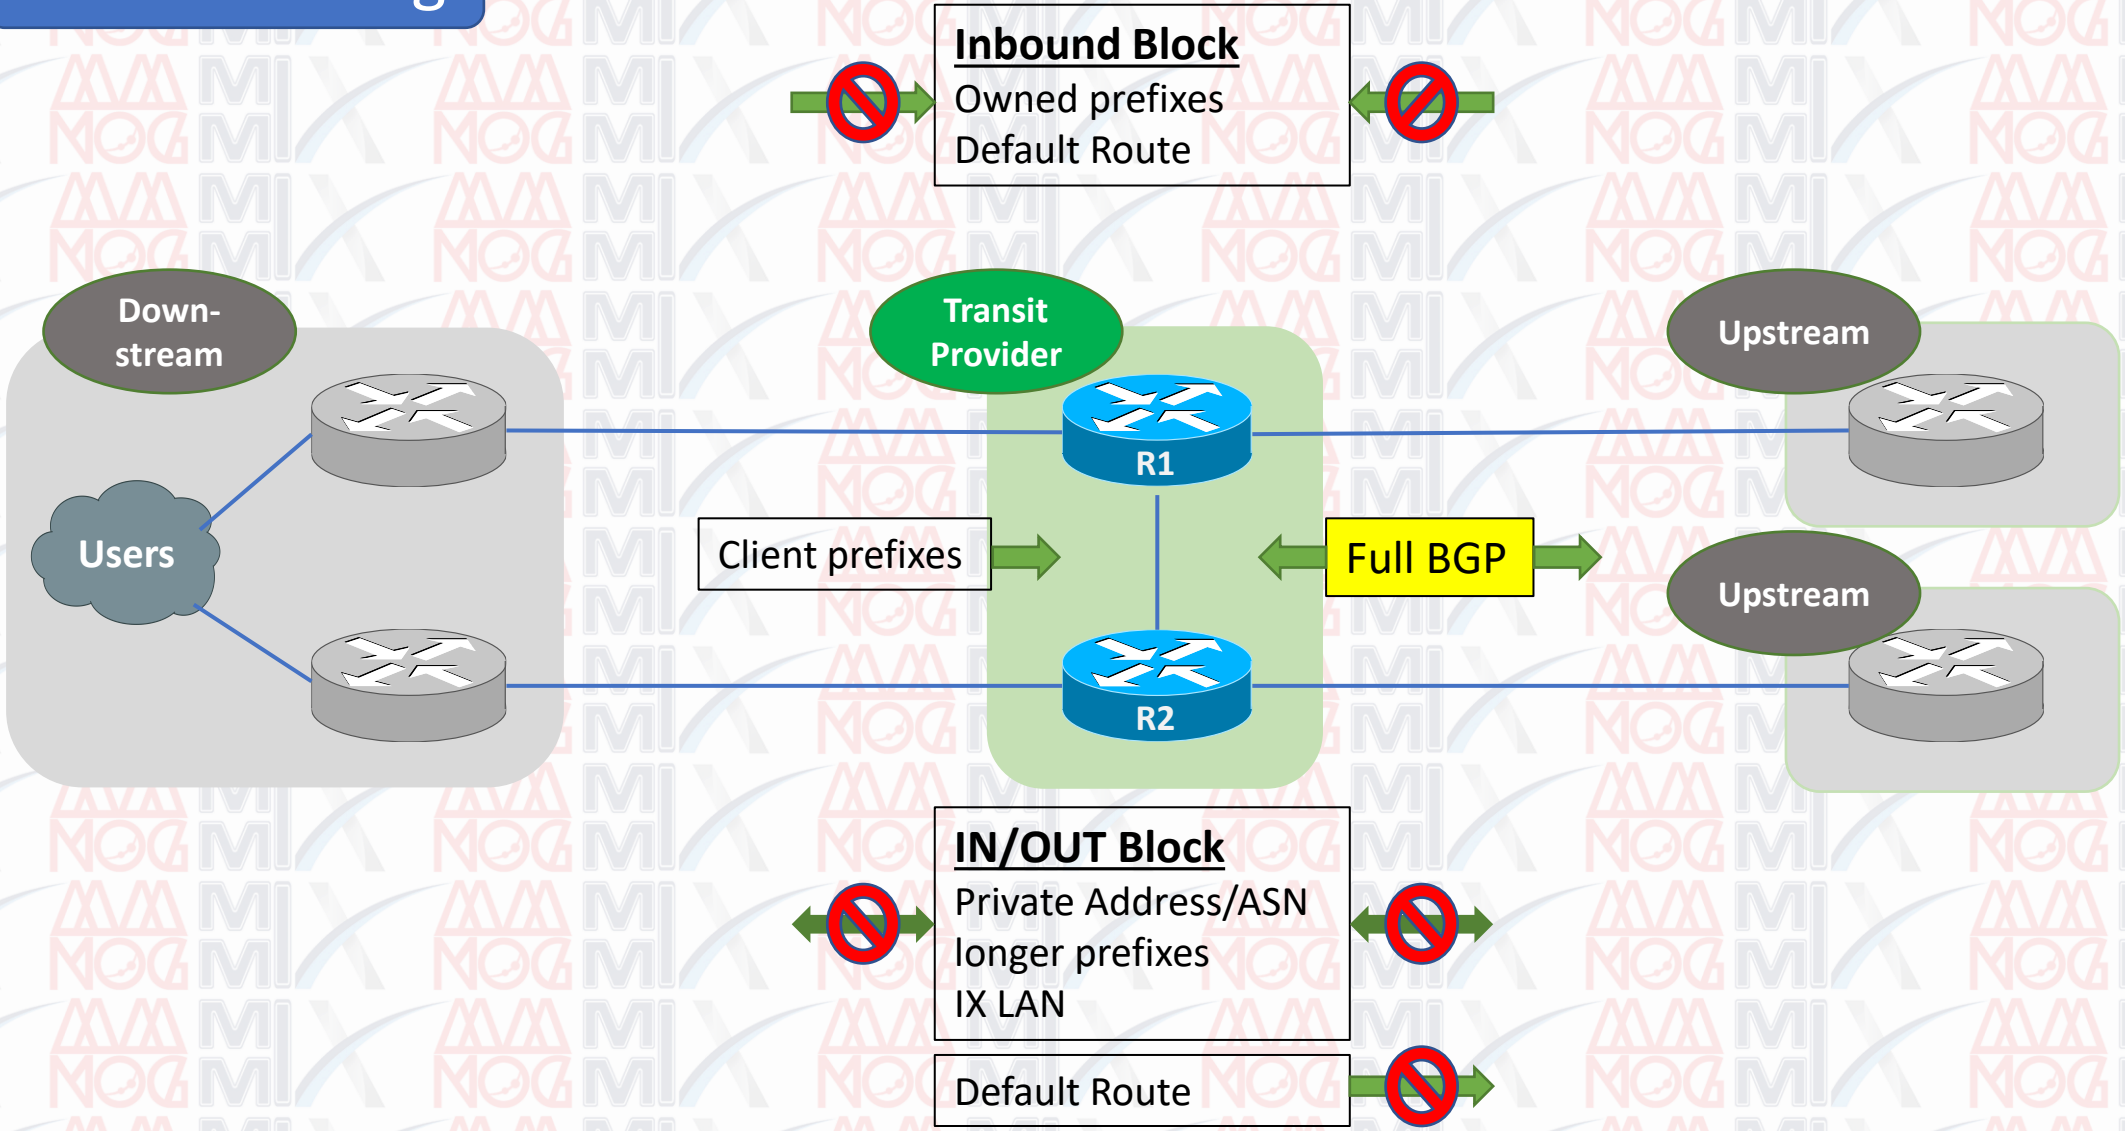 Inbound Block
Owned prefixes
Default Route
Down-
stream
Transit
Provider
Upstream
R1
Users
Client prefixes
Full BGP
Upstream
R2
IN/OUT Block
Private Address/ASN
longer prefixes
IX LAN
Default Route